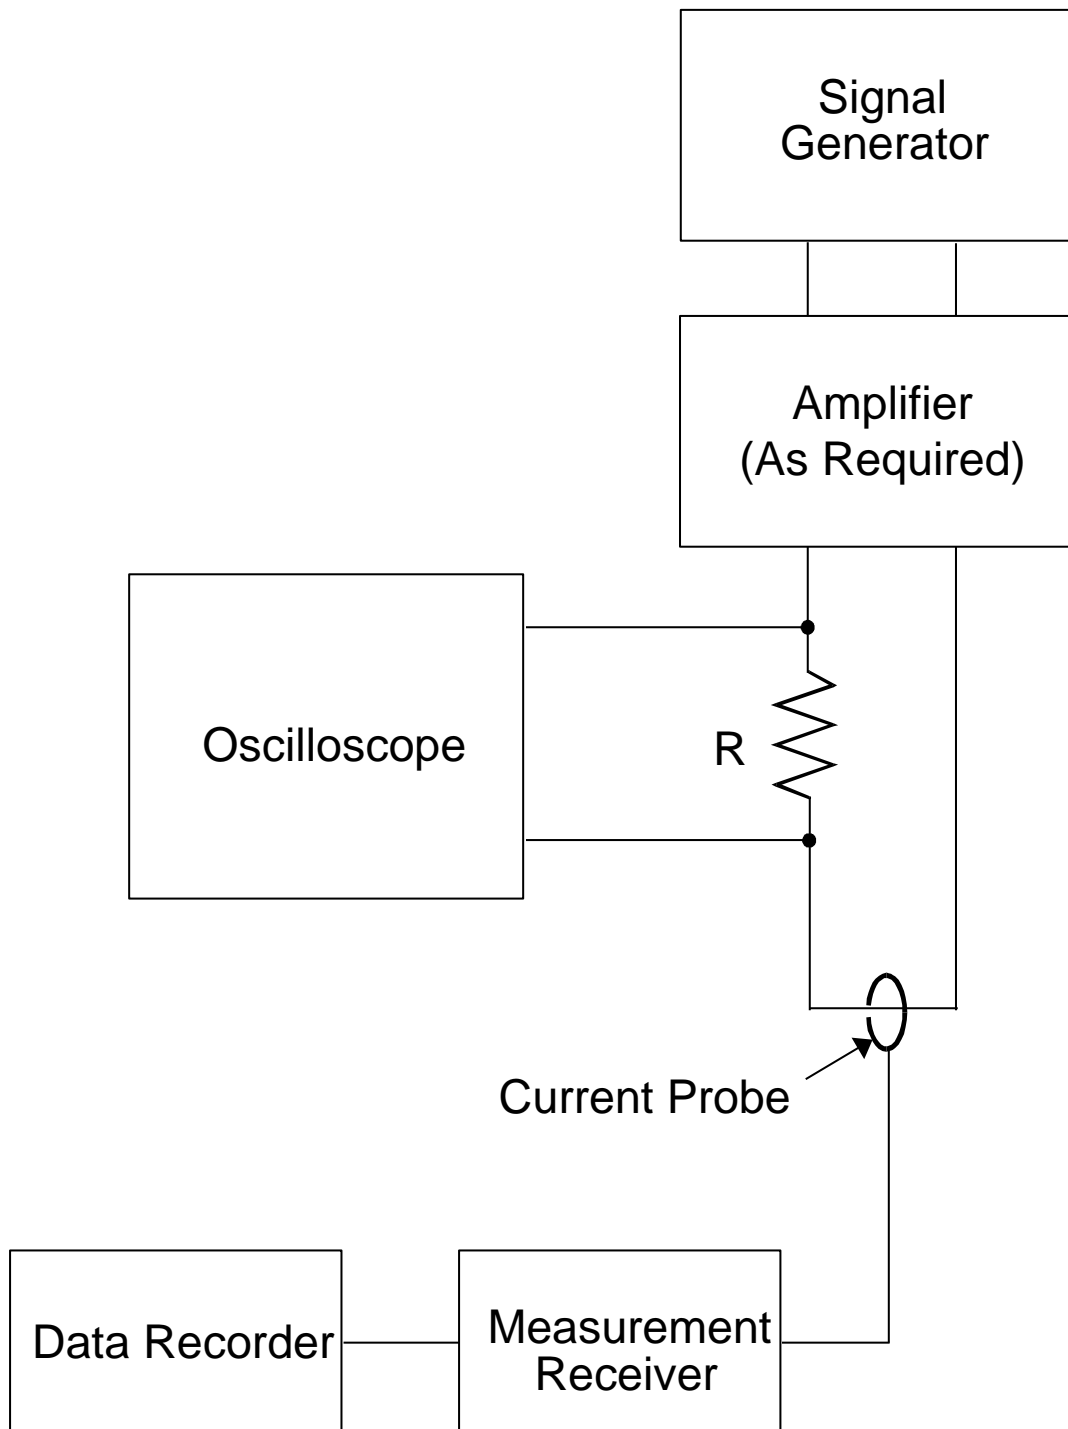 Signal
Generator
Amplifier
(As Required)
Oscilloscope
R
Current Probe
Data Recorder
Measurement
Receiver